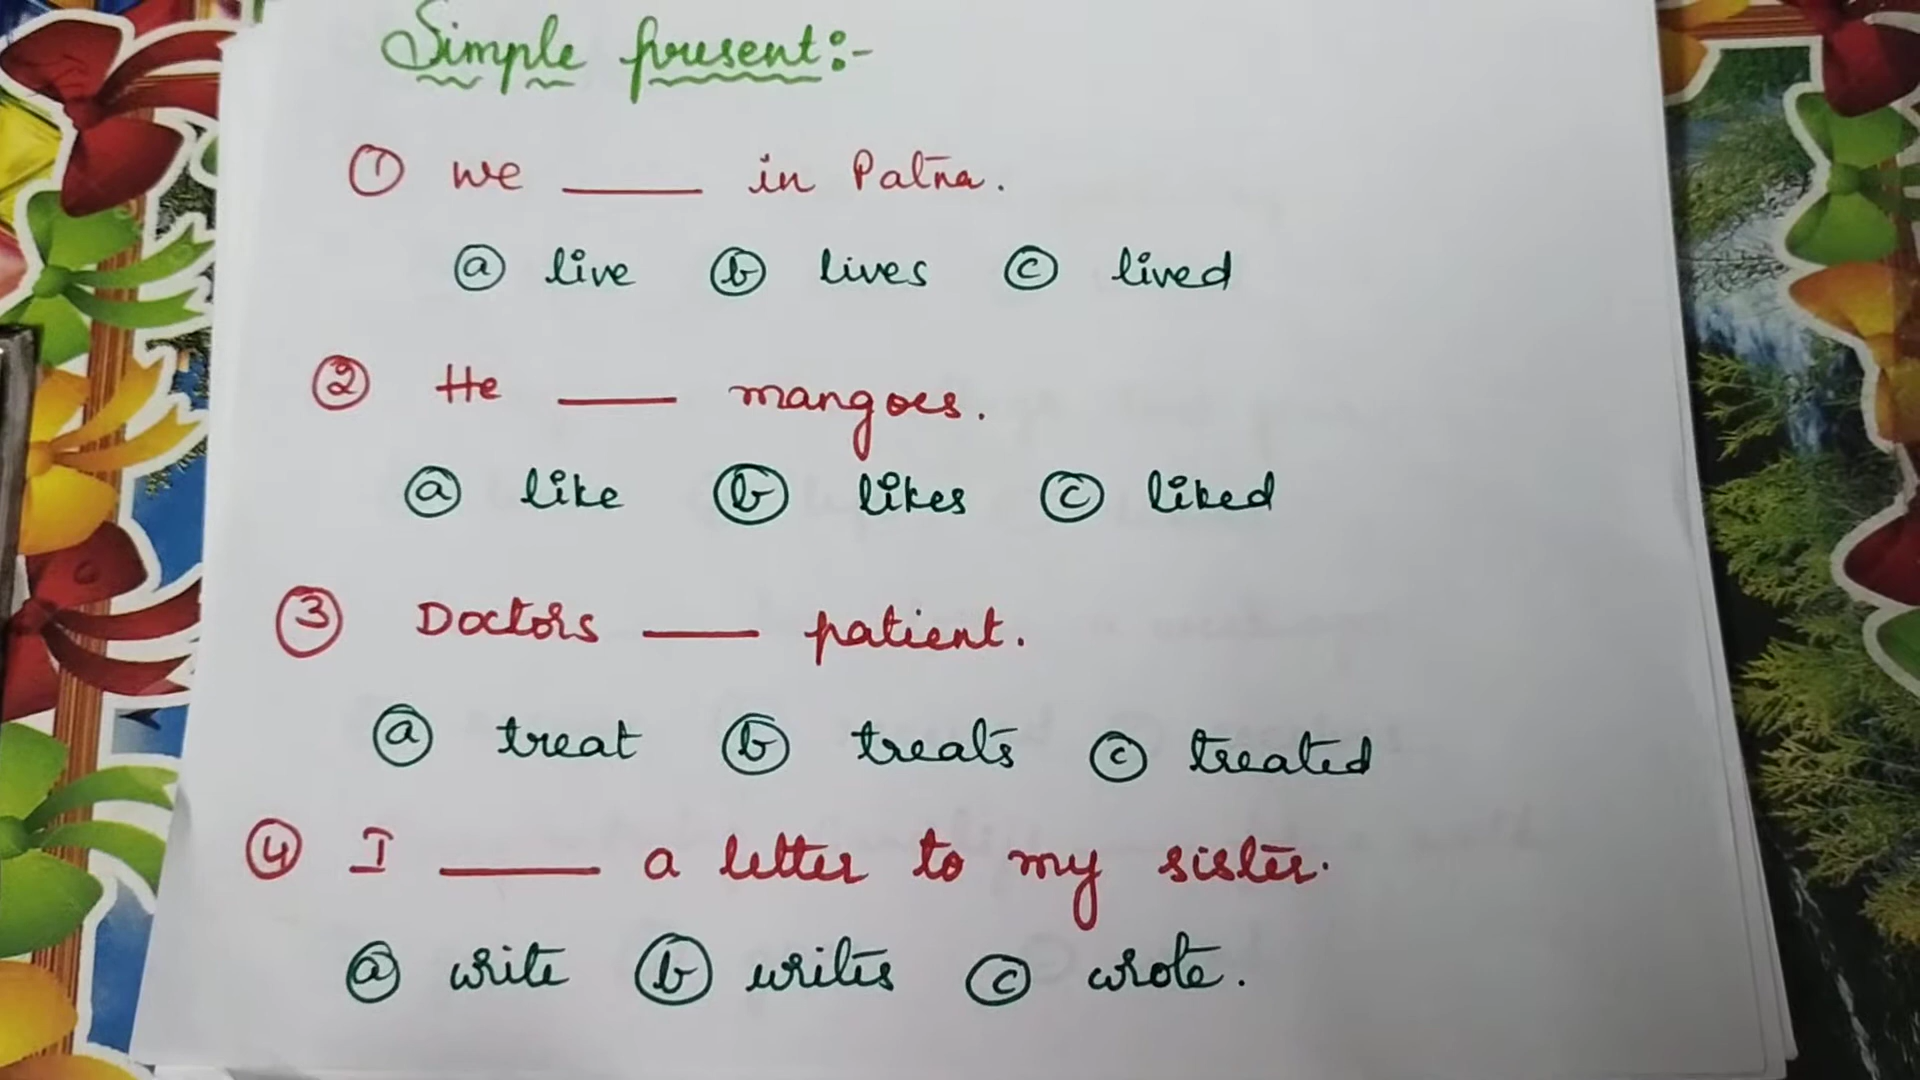 Simple present:-
① We ____ in Patna.
ⓐ live ⓑ lives ⓒ lived
② He ____ mangoes.
ⓐ like ⓑ likes ⓒ liked
③ Doctors ____ patient.
ⓐ treat ⓑ treats ⓒ treated
④ I ____ a letter to my sister.
ⓐ write ⓑ writes ⓒ wrote.